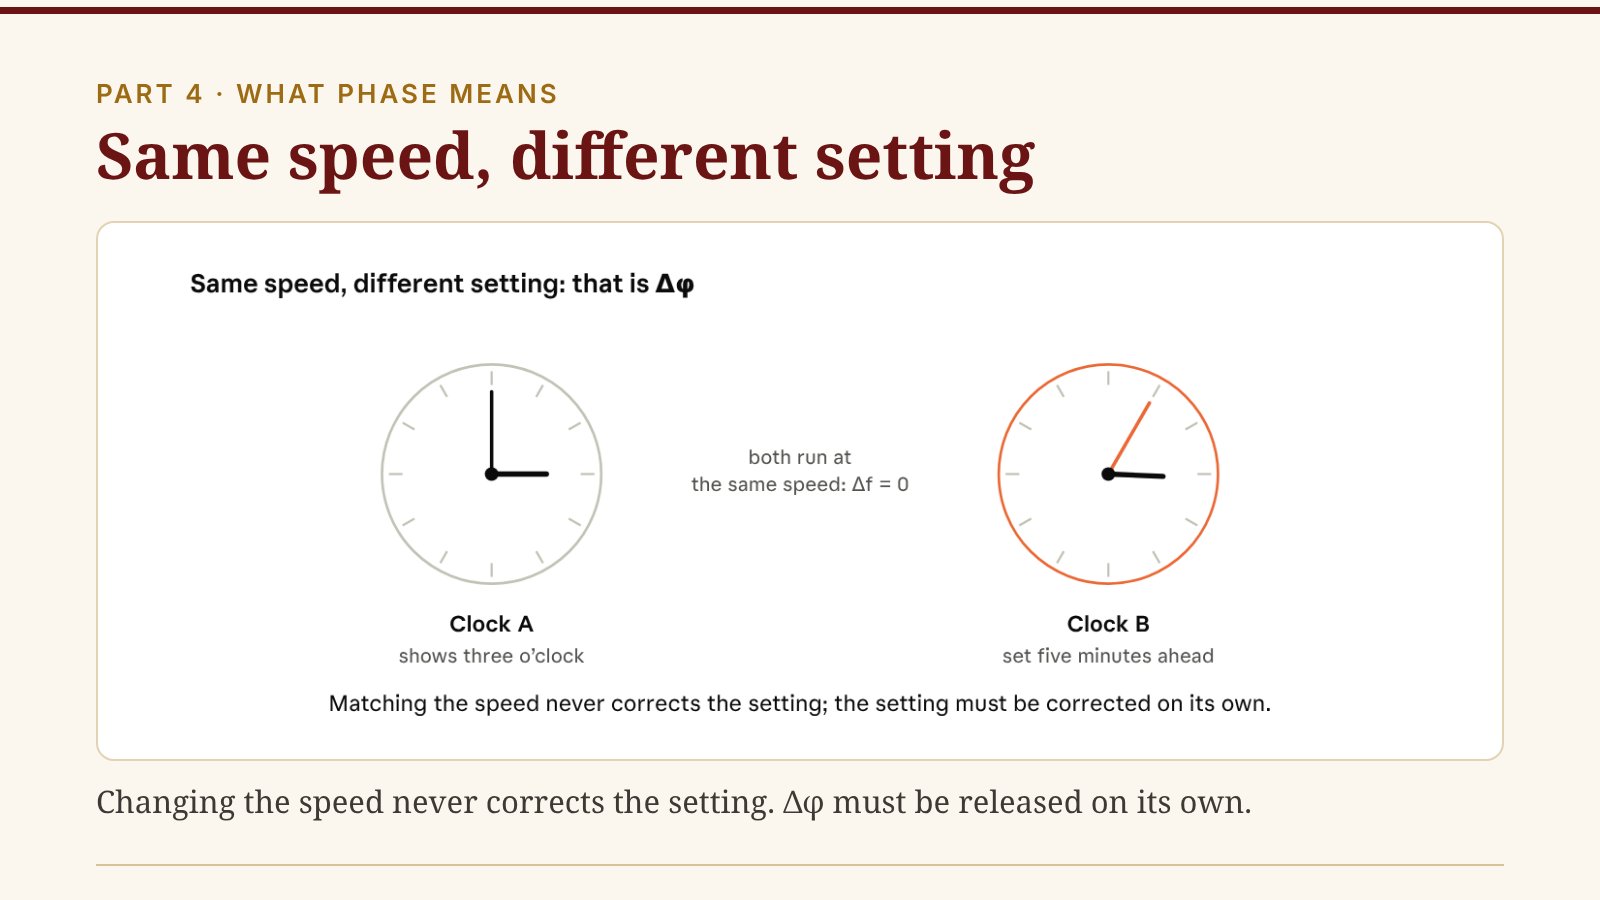 PART 4 · WHAT PHASE MEANS
Same speed, different setting
Same speed, different setting: that is Δφ
both run at
the same speed: Δf = 0
Clock A
shows three o’clock
Clock B
set five minutes ahead
Matching the speed never corrects the setting; the setting must be corrected on its own.
Changing the speed never corrects the setting. Δφ must be released on its own.